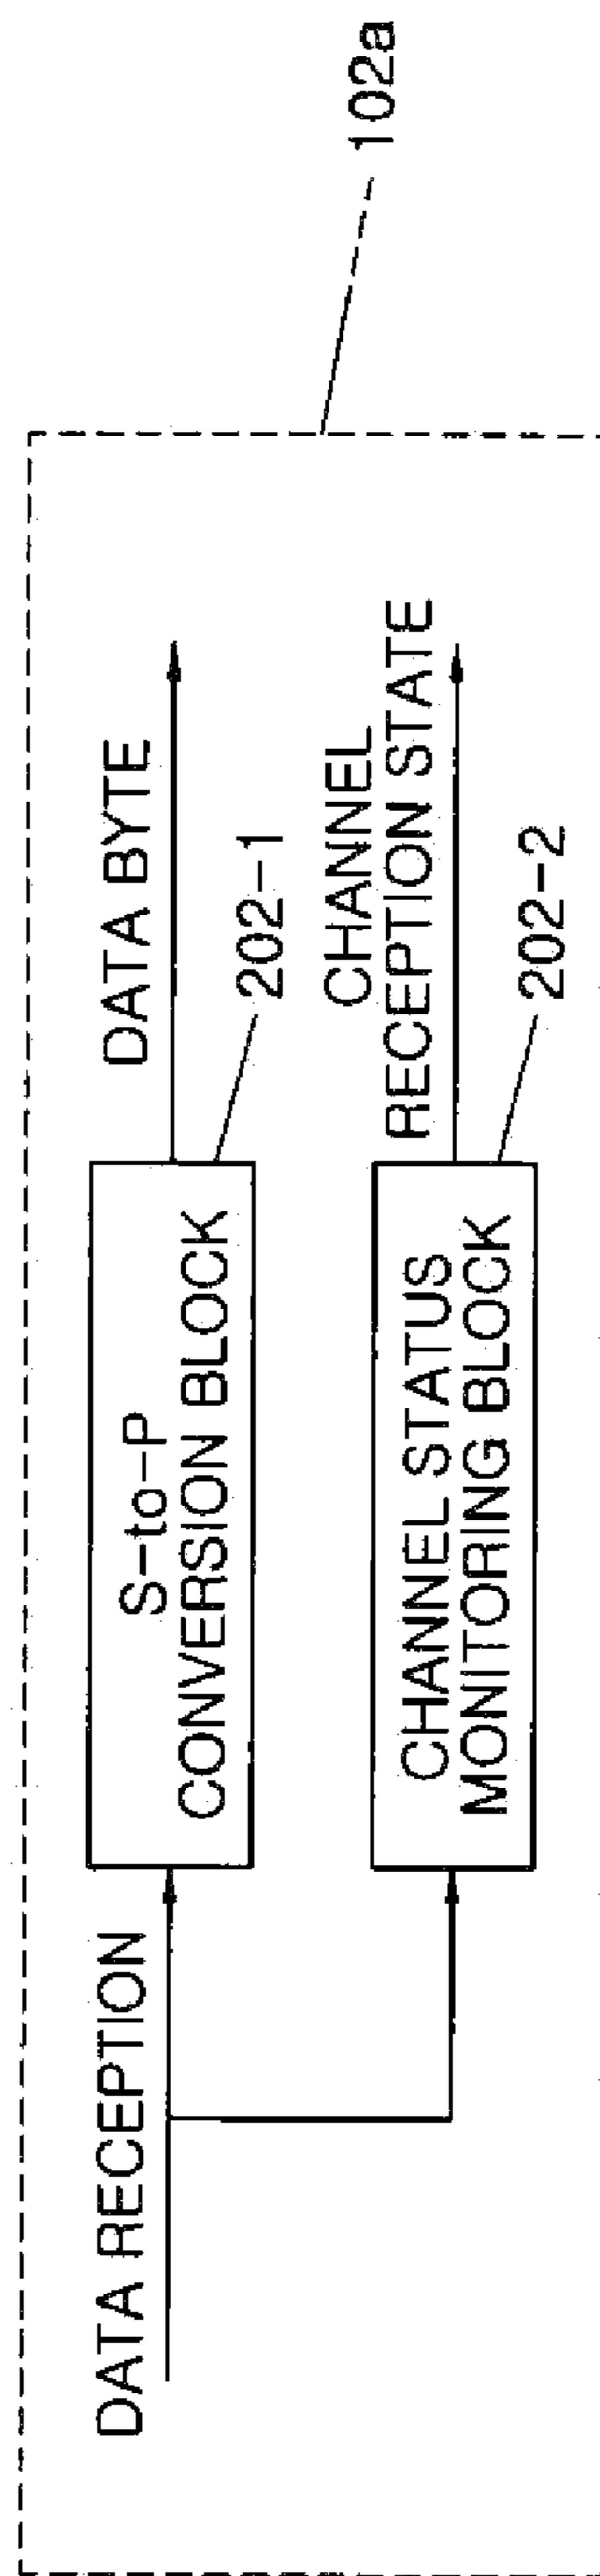 102a
DATA RECEPTION
S-to-P
CONVERSION BLOCK
DATA BYTE
202-1
CHANNEL STATUS
MONITORING BLOCK
CHANNEL
RECEPTION STATE
202-2